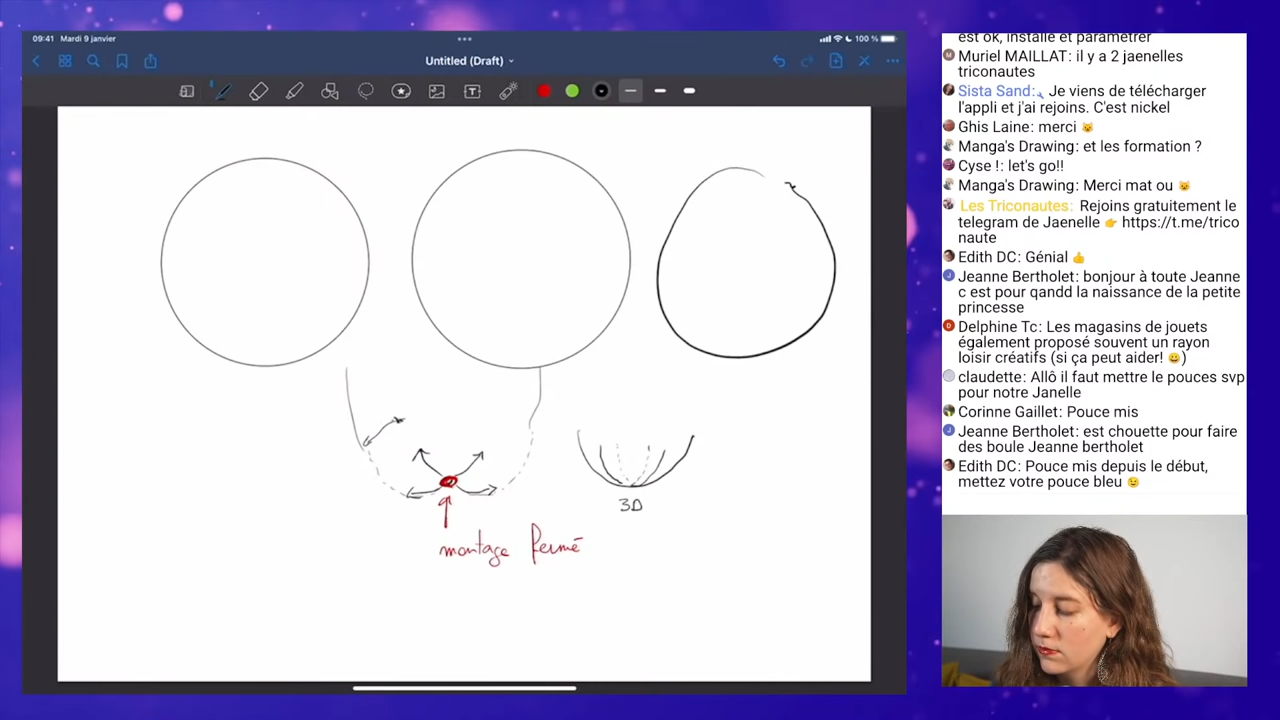 09:41 Mardi 9 janvier
100 %
Untitled (Draft)
3D
montage fermé
est ok, installé et paramétrer
Muriel MAILLAT: il y a 2 jaenelles
triconautes
Sista Sand: Je viens de télécharger
l'appli et j'ai rejoins. C'est nickel
Ghis Laine: merci 😺
Manga's Drawing: et les formation ?
Cyse !: let's go!!
Manga's Drawing: Merci mat ou 😺
Les Triconautes: Rejoins gratuitement le
telegram de Jaenelle 👉 https://t.me/trico
naute
Edith DC: Génial 👍
Jeanne Bertholet: bonjour à toute Jeanne
c est pour qandd la naissance de la petite
princesse
Delphine Tc: Les magasins de jouets
également proposé souvent un rayon
loisir créatifs (si ça peut aider! 😀)
claudette: Allô il faut mettre le pouces svp
pour notre Janelle
Corinne Gaillet: Pouce mis
Jeanne Bertholet: est chouette pour faire
des boule Jeanne bertholet
Edith DC: Pouce mis depuis le début,
mettez votre pouce bleu 😉